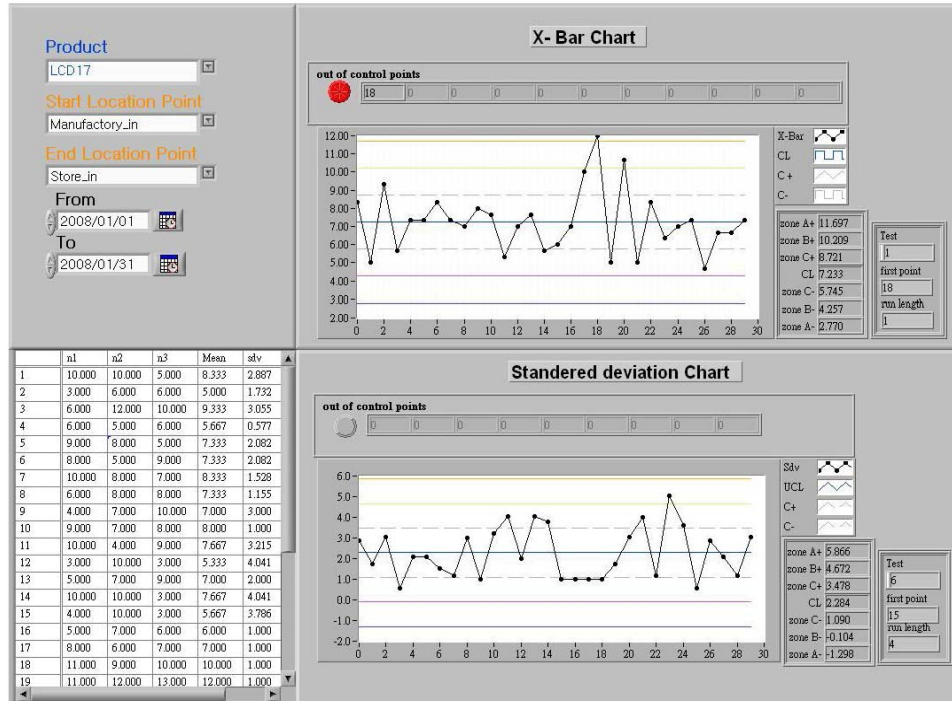 Product
LCD17
Start Location Point
Manufactory_in
End Location Point
Store_in
From
2008/01/01
To
2008/01/31
X- Bar Chart
out of control points
18 0 0 0 0 0 0 0 0 0
12.00
11.00
10.00
9.00
8.00
7.00
6.00
5.00
4.00
3.00
2.00
0 2 4 6 8 10 12 14 16 18 20 22 24 26 28 30
X-Bar
CL
C+
C-
zone A+ 11.697
zone B+ 10.209
zone C+ 8.721
CL 7.233
zone C- 5.745
zone B- 4.257
zone A- 2.770
Test
1
first point
18
run length
1
n1 n2 n3 Mean sdv
1 10.000 10.000 5.000 8.333 2.887
2 3.000 6.000 6.000 5.000 1.732
3 6.000 12.000 10.000 9.333 3.055
4 6.000 5.000 6.000 5.667 0.577
5 9.000 8.000 5.000 7.333 2.082
6 8.000 5.000 9.000 7.333 2.082
7 10.000 8.000 7.000 8.333 1.528
8 6.000 8.000 8.000 7.333 1.155
9 4.000 7.000 10.000 7.000 3.000
10 9.000 7.000 8.000 8.000 1.000
11 10.000 4.000 9.000 7.667 3.215
12 3.000 10.000 3.000 5.333 4.041
13 5.000 7.000 9.000 7.000 2.000
14 10.000 10.000 3.000 7.667 4.041
15 4.000 10.000 3.000 5.667 3.786
16 5.000 7.000 6.000 6.000 1.000
17 8.000 6.000 7.000 7.000 1.000
18 11.000 9.000 10.000 10.000 1.000
19 11.000 12.000 13.000 12.000 1.000
Standered deviation Chart
out of control points
0 0 0 0 0 0 0 0 0
6.0
5.0
4.0
3.0
2.0
1.0
0.0
-1.0
-2.0
0 2 4 6 8 10 12 14 16 18 20 22 24 26 28 30
Sdv
UCL
C+
C-
zone A+ 5.866
zone B+ 4.672
zone C+ 3.478
CL 2.284
zone C- 1.090
zone B- -0.104
zone A- -1.298
Test
6
first point
15
run length
4